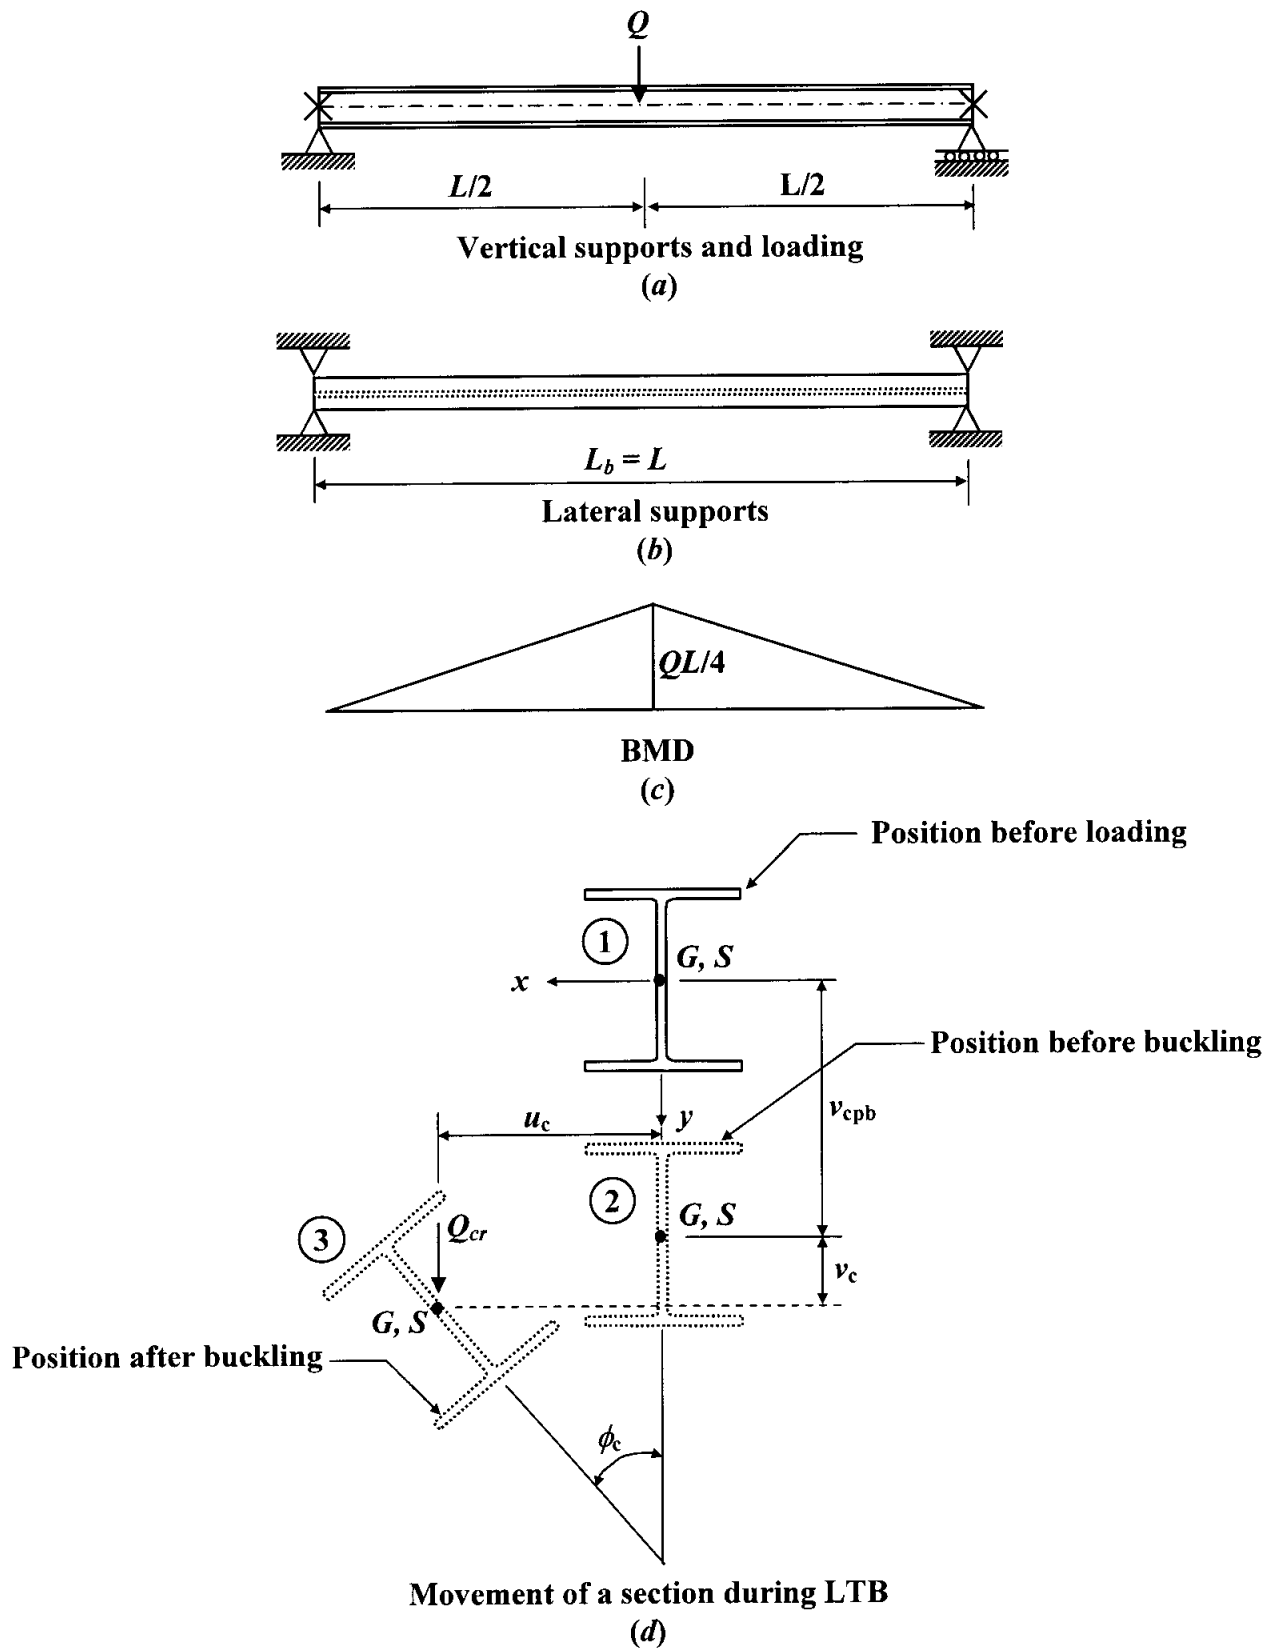 Q
L/2 L/2
Vertical supports and loading
(a)
L_b = L
Lateral supports
(b)
QL/4
BMD
(c)
Position before loading
1
G, S
x
Position before buckling
v_cpb
u_c
y
2
G, S
3
Q_cr
v_c
G, S
Position after buckling
ϕ_c
Movement of a section during LTB
(d)